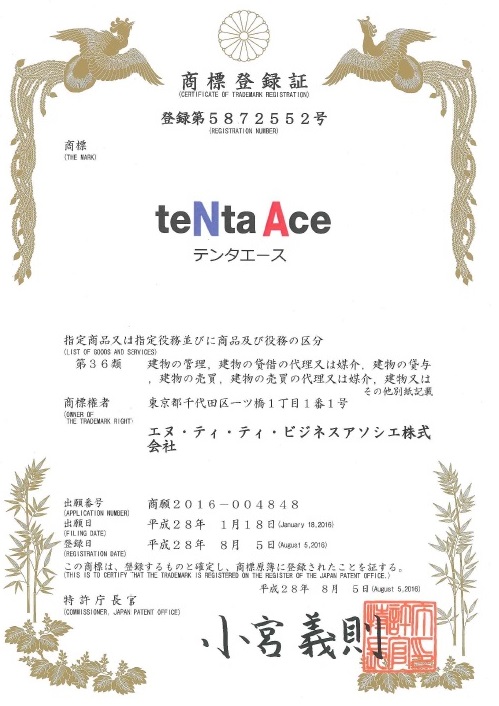 商標登録証
(CERTIFICATE OF TRADEMARK REGISTRATION)
登録第5872552号
(REGISTRATION NUMBER)
商標
(THE MARK)
teNta Ace
テンタエース
指定商品又は指定役務並びに商品及び役務の区分
(LIST OF GOODS AND SERVICES)
第36類 建物の管理，建物の貸借の代理又は媒介，建物の貸与
，建物の売買，建物の売買の代理又は媒介，建物又は
その他別紙記載
商標権者 東京都千代田区一ツ橋1丁目1番1号
(OWNER OF
THE TRADEMARK RIGHT)
エヌ・ティ・ティ・ビジネスアソシエ株式
会社
出願番号 商願2016－004848
(APPLICATION NUMBER)
出願日 平成28年 1月18日(January 18,2016)
(FILING DATE)
登録日 平成28年 8月 5日(August 5,2016)
(REGISTRATION DATE)
この商標は、登録するものと確定し、商標原簿に登録されたことを証する。
(THIS IS TO CERTIFY THAT THE TRADEMARK IS REGISTERED ON THE REGISTER OF THE JAPAN PATENT OFFICE.)
平成28年 8月 5日(August 5,2016)
特許庁長官
(COMMISSIONER, JAPAN PATENT OFFICE)
小宮義則